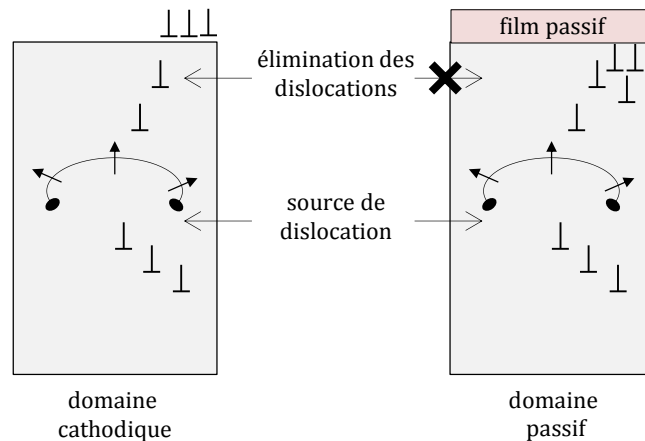 film passif
élimination des
dislocations
source de
dislocation
domaine
cathodique
domaine
passif